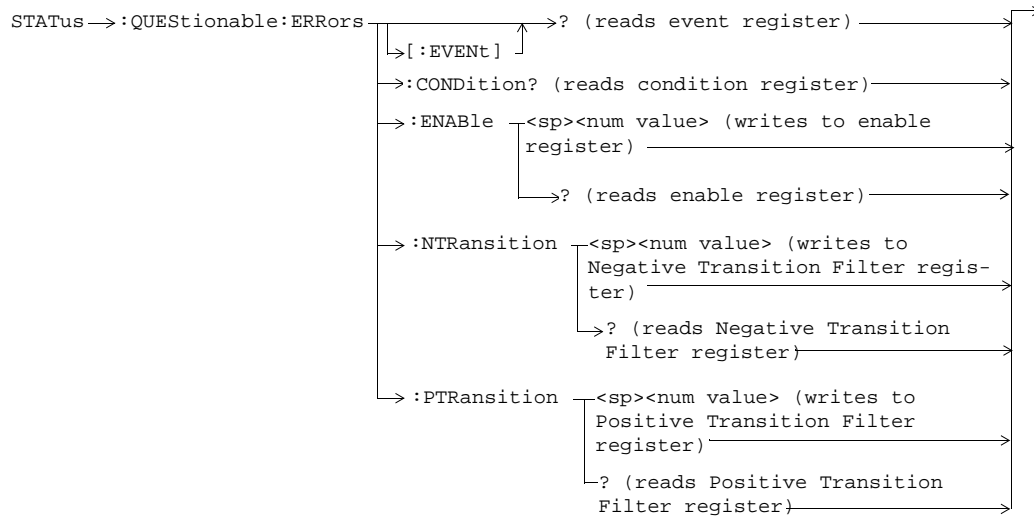 STATus :QUEStionable:ERRors ? (reads event register)
[:EVENt]
:CONDition? (reads condition register)
:ENABle <sp><num value> (writes to enable
register)
? (reads enable register)
:NTRansition <sp><num value> (writes to
Negative Transition Filter regis-
ter)
? (reads Negative Transition
Filter register)
:PTRansition <sp><num value> (writes to
Positive Transition Filter
register)
? (reads Positive Transition
Filter register)